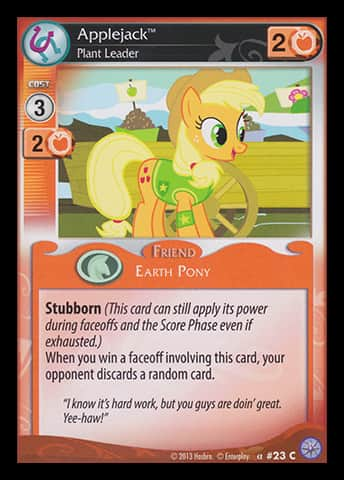 Applejack™
Plant Leader
2
COST
3
2
FRIEND
EARTH PONY
Stubborn (This card can still apply its power
during faceoffs and the Score Phase even if
exhausted.)
When you win a faceoff involving this card, your
opponent discards a random card.
"I know it's hard work, but you guys are doin' great.
Yee-haw!"
© 2013 Hasbro. © Enterplay. α #23 C